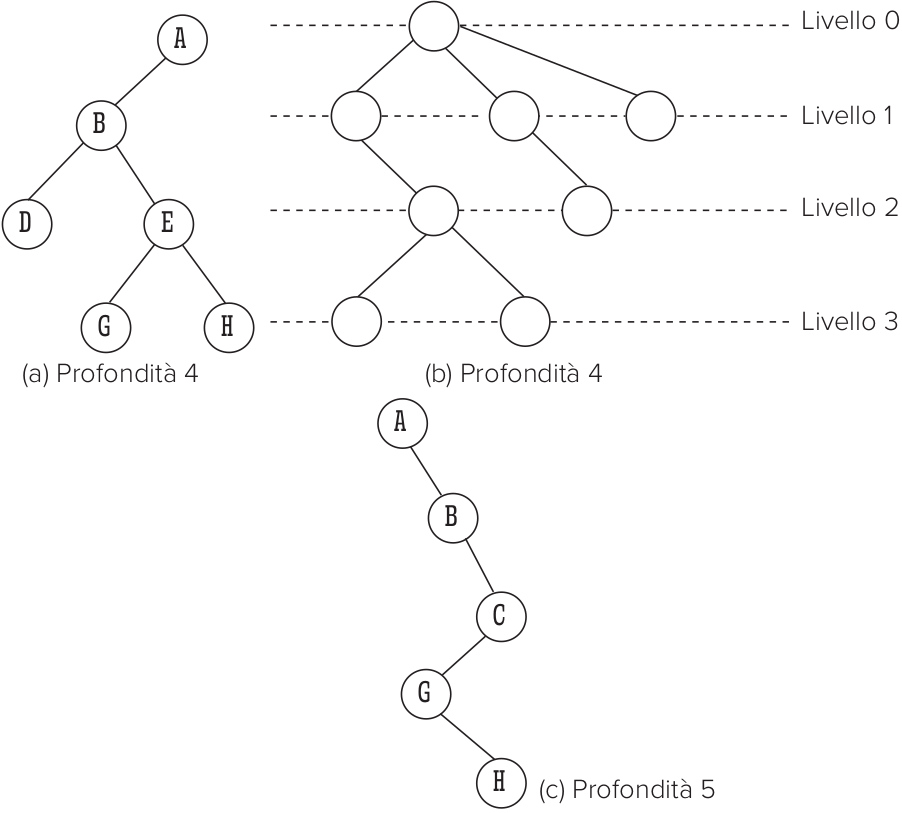 A
B
D
E
G
H
(a) Profondità 4
Livello 0
Livello 1
Livello 2
Livello 3
(b) Profondità 4
A
B
C
G
H
(c) Profondità 5